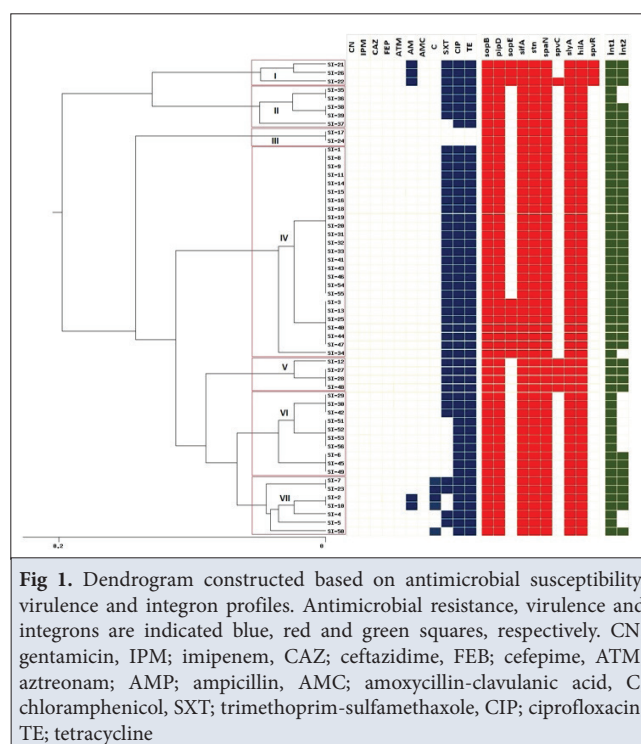 CN IPM CAZ FEP ATM AM AMC C SXT CIP TE sopB pipD sopE sifA stn spaN spvC slyA hilA spvR int1 int2
SI-21
SI-26
I
SI-22
SI-35
SI-36
II
SI-38
SI-39
SI-37
SI-17
III
SI-24
SI-1
SI-8
SI-9
SI-11
SI-14
SI-15
SI-16
SI-18
SI-19
SI-20
SI-31
IV
SI-32
SI-33
SI-41
SI-43
SI-46
SI-54
SI-55
SI-3
SI-13
SI-25
SI-40
SI-44
SI-47
SI-34
SI-12
V
SI-27
SI-28
SI-48
SI-29
SI-30
VI
SI-42
SI-51
SI-52
SI-53
SI-56
SI-6
SI-45
SI-49
SI-7
SI-23
VII
SI-2
SI-10
SI-4
SI-5
SI-50
0.2 0
Fig 1. Dendrogram constructed based on antimicrobial susceptibility
virulence and integron profiles. Antimicrobial resistance, virulence and
integrons are indicated blue, red and green squares, respectively. CN
gentamicin, IPM; imipenem, CAZ; ceftazidime, FEB; cefepime, ATM
aztreonam; AMP; ampicillin, AMC; amoxycillin-clavulanic acid, C
chloramphenicol, SXT; trimethoprim-sulfamethaxole, CIP; ciprofloxacin
TE; tetracycline